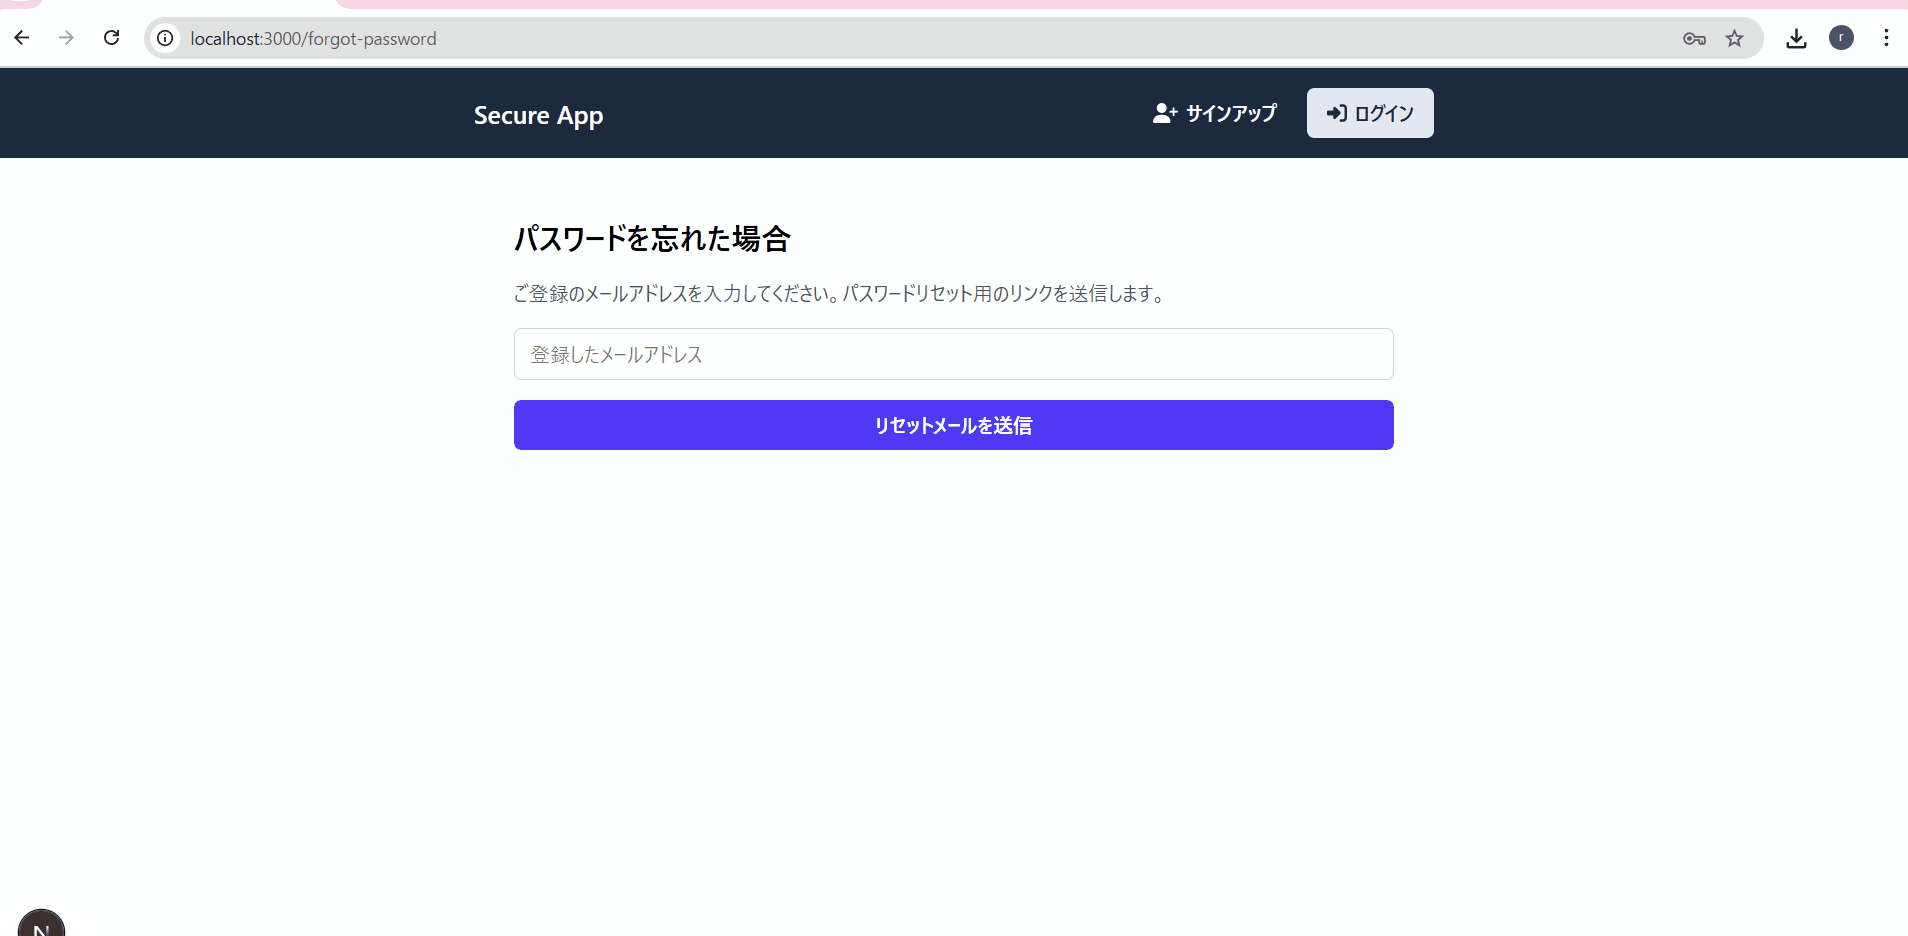 localhost:3000/forgot-password
r
Secure App
サインアップ
ログイン
パスワードを忘れた場合
ご登録のメールアドレスを入力してください。パスワードリセット用のリンクを送信します。
登録したメールアドレス
リセットメールを送信
N